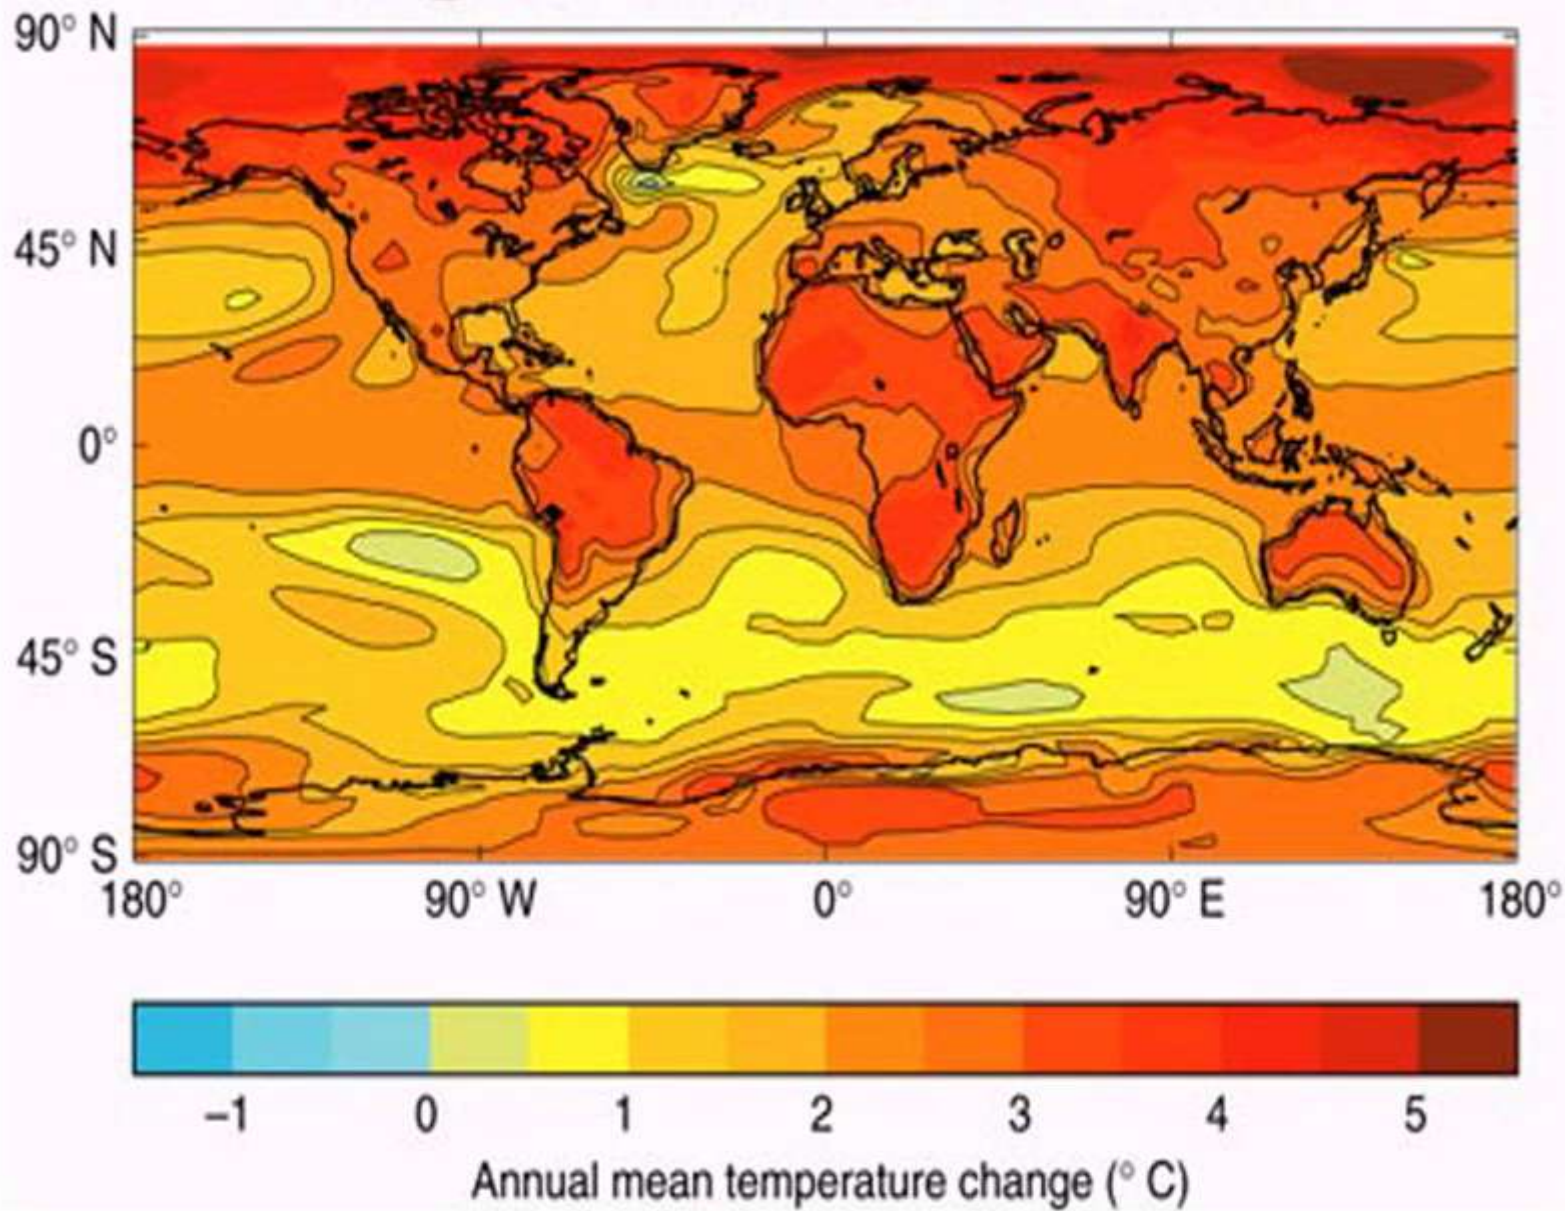 90° N
45° N
0°
45° S
90° S
180° 90° W 0° 90° E 180°
–1 0 1 2 3 4 5
Annual mean temperature change (° C)